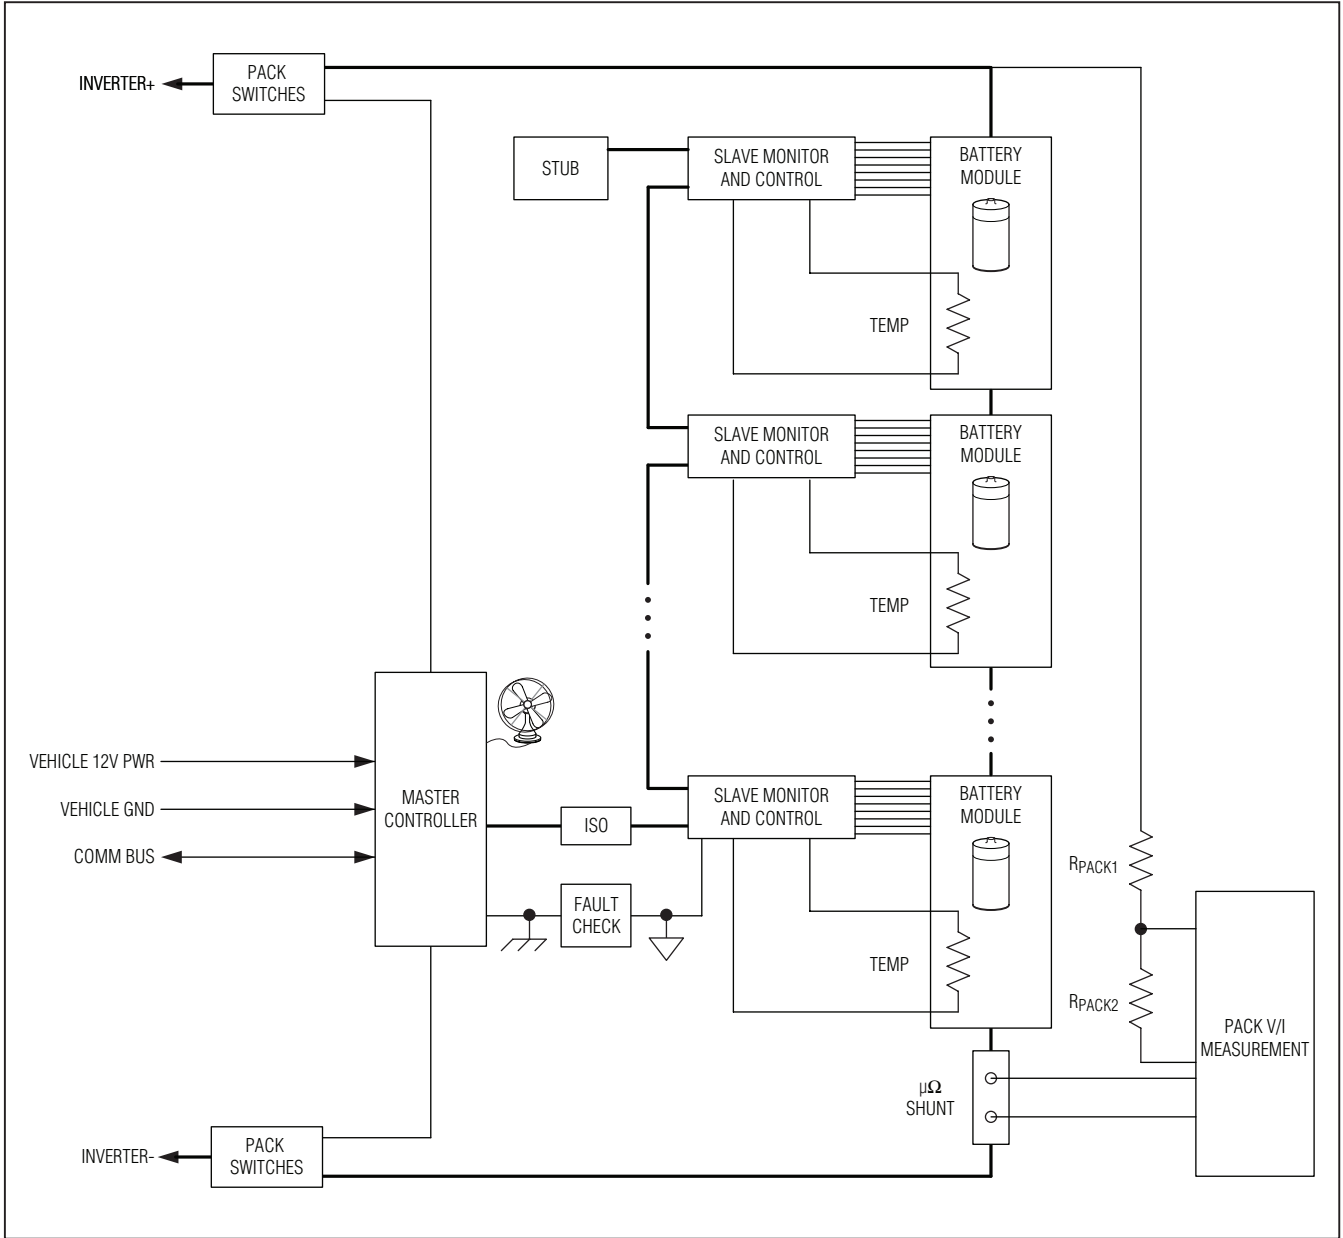 INVERTER+
PACK
SWITCHES
STUB
SLAVE MONITOR
AND CONTROL
BATTERY
MODULE
TEMP
SLAVE MONITOR
AND CONTROL
BATTERY
MODULE
TEMP
VEHICLE 12V PWR
VEHICLE GND
COMM BUS
MASTER
CONTROLLER
ISO
FAULT
CHECK
SLAVE MONITOR
AND CONTROL
BATTERY
MODULE
TEMP
RPACK1
RPACK2
PACK V/I
MEASUREMENT
µΩ
SHUNT
INVERTER-
PACK
SWITCHES